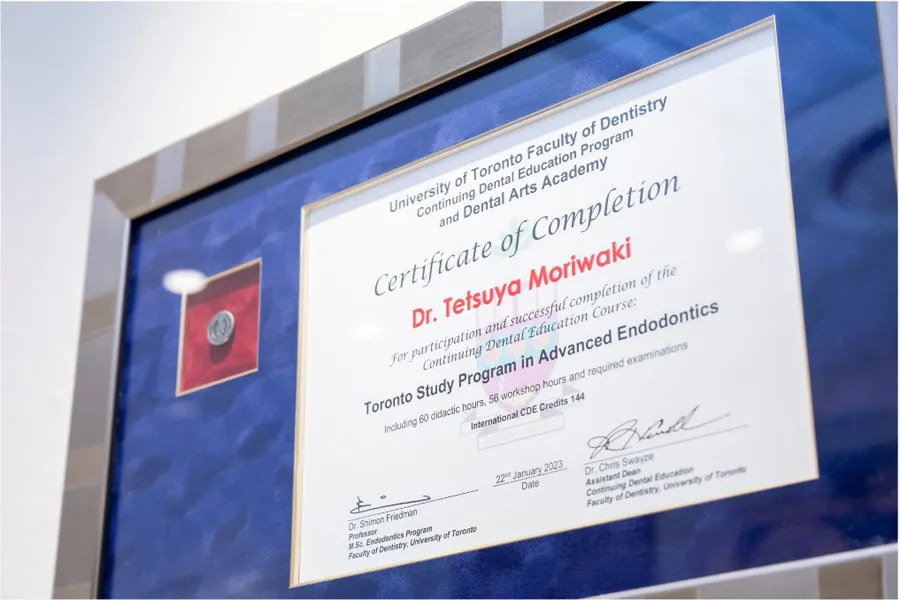 University of Toronto Faculty of Dentistry
Continuing Dental Education Program
and Dental Arts Academy
Certificate of Completion
Dr. Tetsuya Moriwaki
For participation and successful completion of the
Continuing Dental Education Course:
Toronto Study Program in Advanced Endodontics
Including 60 didactic hours, 56 workshop hours and required examinations
International CDE Credits 144
22nd January 2023
Date
Dr. Shimon Friedman
Professor
M.Sc. Endodontics Program
Faculty of Dentistry, University of Toronto
Dr. Chris Swayze
Assistant Dean
Continuing Dental Education
Faculty of Dentistry, University of Toronto